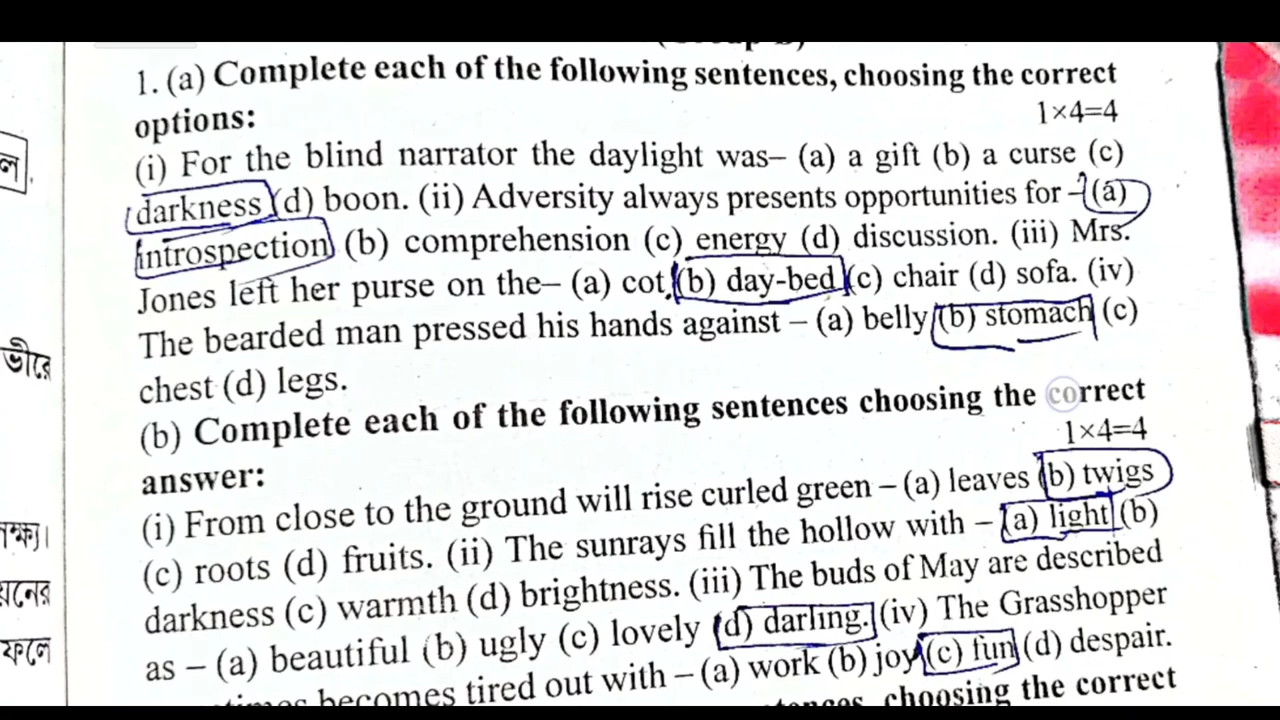 1. (a) Complete each of the following sentences, choosing the correct
options: 1×4=4
(i) For the blind narrator the daylight was– (a) a gift (b) a curse (c)
darkness (d) boon. (ii) Adversity always presents opportunities for – (a)
introspection (b) comprehension (c) energy (d) discussion. (iii) Mrs.
Jones left her purse on the– (a) cot (b) day-bed (c) chair (d) sofa. (iv)
The bearded man pressed his hands against – (a) belly (b) stomach (c)
chest (d) legs.
(b) Complete each of the following sentences choosing the correct
answer: 1×4=4
(i) From close to the ground will rise curled green – (a) leaves (b) twigs
(c) roots (d) fruits. (ii) The sunrays fill the hollow with – (a) light (b)
darkness (c) warmth (d) brightness. (iii) The buds of May are described
as – (a) beautiful (b) ugly (c) lovely (d) darling. (iv) The Grasshopper
becomes tired out with – (a) work (b) joy (c) fun (d) despair.
choosing the correct
ভীরে
ফলে